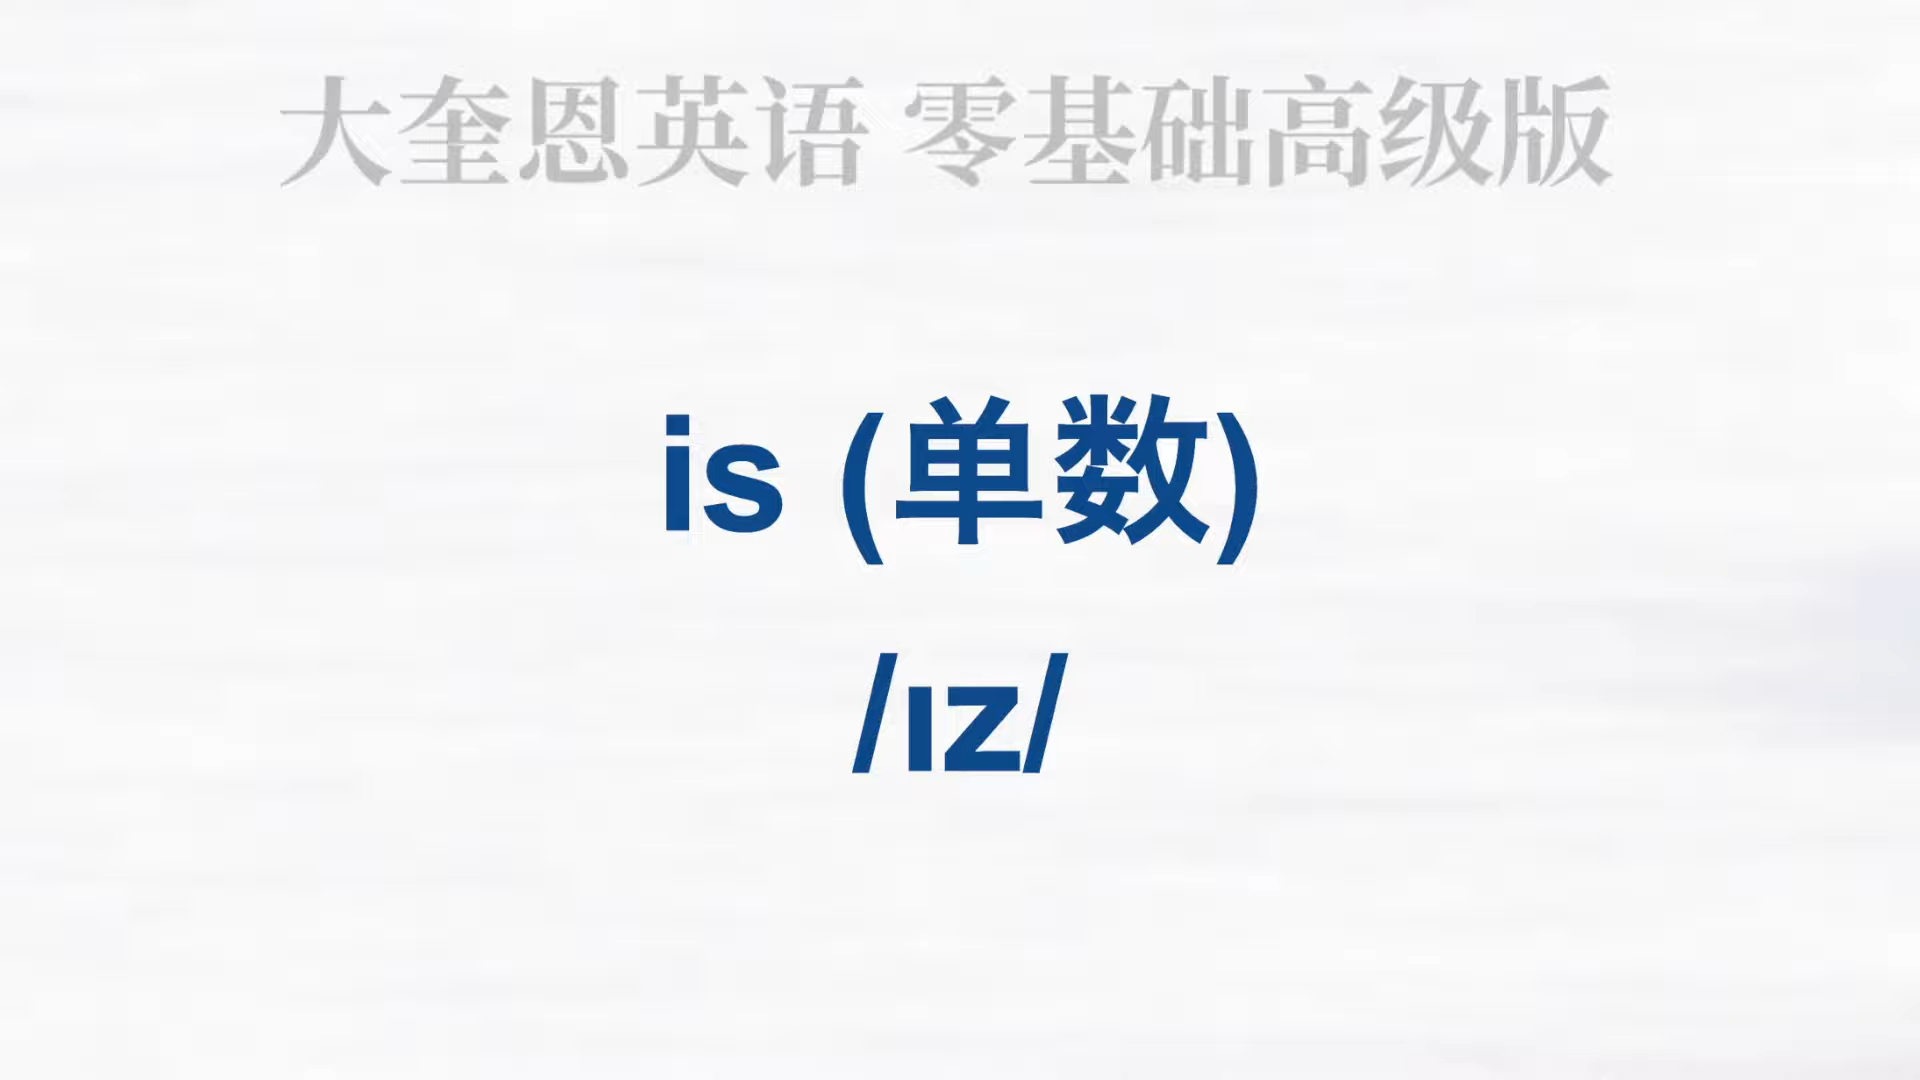 大奎恩英语 零基础高级版
is (单数)
/ɪz/